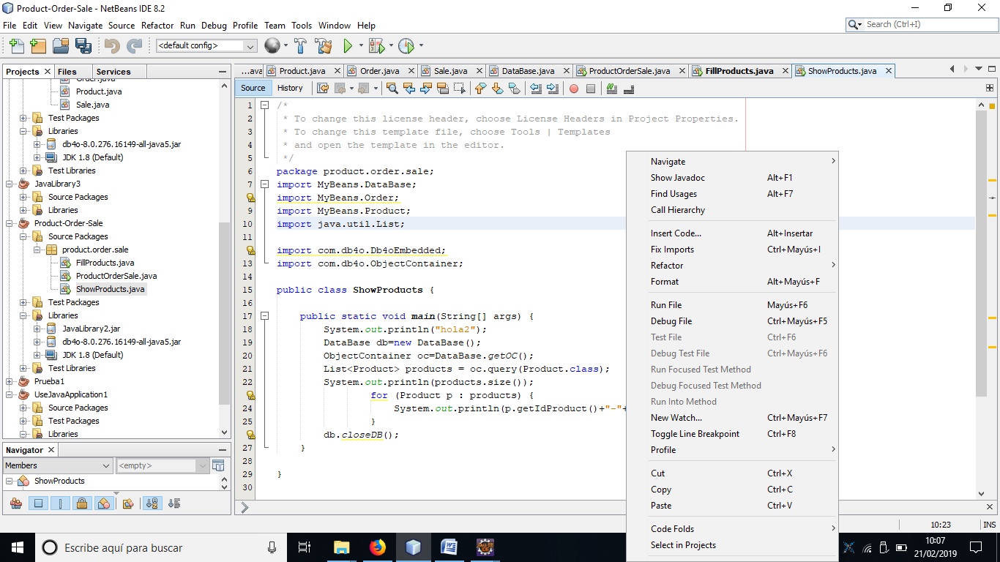 Product-Order-Sale - NetBeans IDE 8.2
File Edit View Navigate Source Refactor Run Debug Profile Team Tools Window Help
Search (Ctrl+I)
<default config>
Projects Files Services
Order.java
Product.java
Sale.java
Test Packages
Libraries
db4o-8.0.276.16149-all-java5.jar
JDK 1.8 (Default)
Test Libraries
JavaLibrary3
Source Packages
Libraries
Product-Order-Sale
Source Packages
product.order.sale
FillProducts.java
ProductOrderSale.java
ShowProducts.java
Test Packages
Libraries
JavaLibrary2.jar
db4o-8.0.276.16149-all-java5.jar
JDK 1.8 (Default)
Test Libraries
Prueba1
UseJavaApplication1
Source Packages
Test Packages
Libraries
Navigator
Members <empty>
ShowProducts
...ava Product.java Order.java Sale.java DataBase.java ProductOrderSale.java FillProducts.java ShowProducts.java
Source History
1 /*
2 * To change this license header, choose License Headers in Project Properties.
3 * To change this template file, choose Tools | Templates
4 * and open the template in the editor.
5 */
6 package product.order.sale;
7 import MyBeans.DataBase;
import MyBeans.Order;
9 import MyBeans.Product;
10 import java.util.List;
11
import com.db4o.Db4oEmbedded;
13 import com.db4o.ObjectContainer;
14
15 public class ShowProducts {
16
17 public static void main(String[] args) {
18 System.out.println("hola2");
19 DataBase db=new DataBase();
20 ObjectContainer oc=DataBase.getOC();
21 List<Product> products = oc.query(Product.class);
22 System.out.println(products.size());
for (Product p : products) {
24 System.out.println(p.getIdProduct()+"-"+
25 }
db.closeDB();
27 }
28
29 }
30
Navigate
Show Javadoc Alt+F1
Find Usages Alt+F7
Call Hierarchy
Insert Code... Alt+Insertar
Fix Imports Ctrl+Mayús+I
Refactor
Format Alt+Mayús+F
Run File Mayús+F6
Debug File Ctrl+Mayús+F5
Test File Ctrl+F6
Debug Test File Ctrl+Mayús+F6
Run Focused Test Method
Debug Focused Test Method
Run Into Method
New Watch... Ctrl+Mayús+F7
Toggle Line Breakpoint Ctrl+F8
Profile
Cut Ctrl+X
Copy Ctrl+C
Paste Ctrl+V
Code Folds
Select in Projects
10:23 INS
Escribe aquí para buscar
10:07
21/02/2019